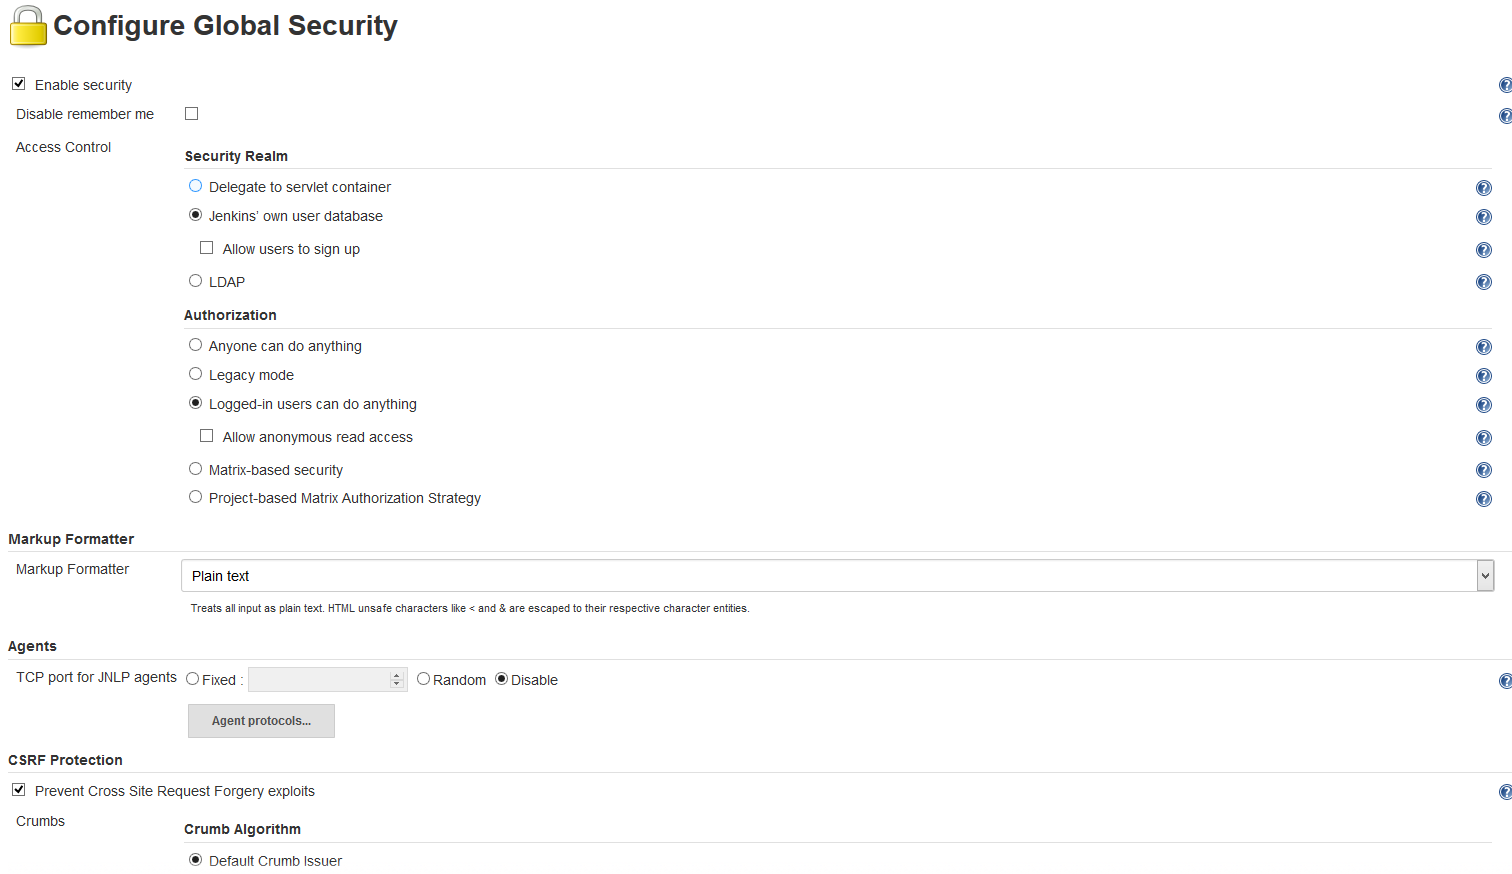 Configure Global Security
Enable security
Disable remember me
Access Control
Security Realm
Delegate to servlet container
Jenkins' own user database
Allow users to sign up
LDAP
Authorization
Anyone can do anything
Legacy mode
Logged-in users can do anything
Allow anonymous read access
Matrix-based security
Project-based Matrix Authorization Strategy
Markup Formatter
Markup Formatter Plain text
Treats all input as plain text. HTML unsafe characters like < and & are escaped to their respective character entities.
Agents
TCP port for JNLP agents Fixed : Random Disable
Agent protocols...
CSRF Protection
Prevent Cross Site Request Forgery exploits
Crumbs
Crumb Algorithm
Default Crumb Issuer